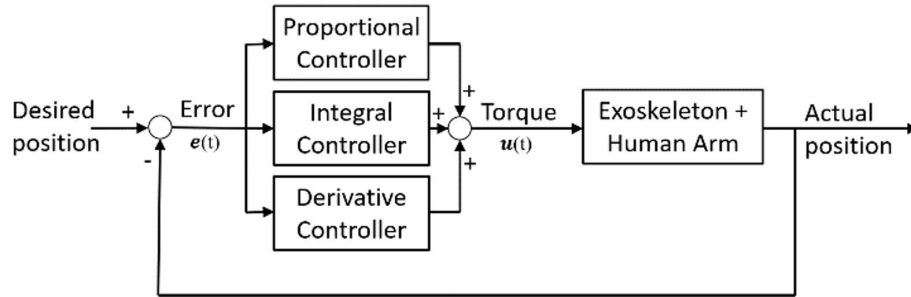 Proportional
Controller
Desired
position
+
-
Error
e(t)
Integral
Controller
+
+
+
Torque
u(t)
Exoskeleton +
Human Arm
Actual
position
Derivative
Controller